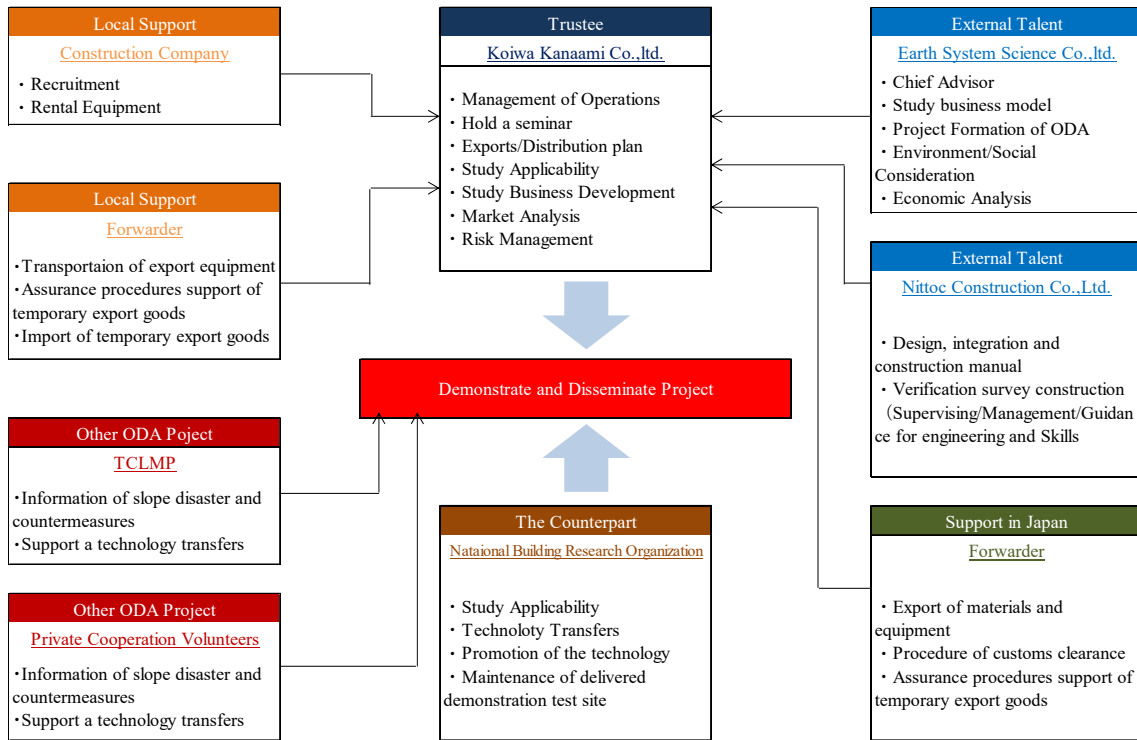 Local Support
Construction Company
・Recruitment
・Rental Equipment
Local Support
Forwarder
・Transportaion of export equipment
・Assurance procedures support of
temporary export goods
・Import of temporary export goods
Other ODA Poject
TCLMP
・Information of slope disaster and
countermeasures
・Support a technology transfers
Other ODA Project
Private Cooperation Volunteers
・Information of slope disaster and
countermeasures
・Support a technology transfers
Trustee
Koiwa Kanaami Co.,ltd.
・Management of Operations
・Hold a seminar
・Exports/Distribution plan
・Study Applicability
・Study Business Development
・Market Analysis
・Risk Management
Demonstrate and Disseminate Project
The Counterpart
Nataional Building Research Organization
・Study Applicability
・Technoloty Transfers
・Promotion of the technology
・Maintenance of delivered
demonstration test site
External Talent
Earth System Science Co.,ltd.
・Chief Advisor
・Study business model
・Project Formation of ODA
・Environment/Social
Consideration
・Economic Analysis
External Talent
Nittoc Construction Co.,Ltd.
・Design, integration and
construction manual
・Verification survey construction
（Supervising/Management/Guidan
ce for engineering and Skills
Support in Japan
Forwarder
・Export of materials and
equipment
・Procedure of customs clearance
・Assurance procedures support of
temporary export goods